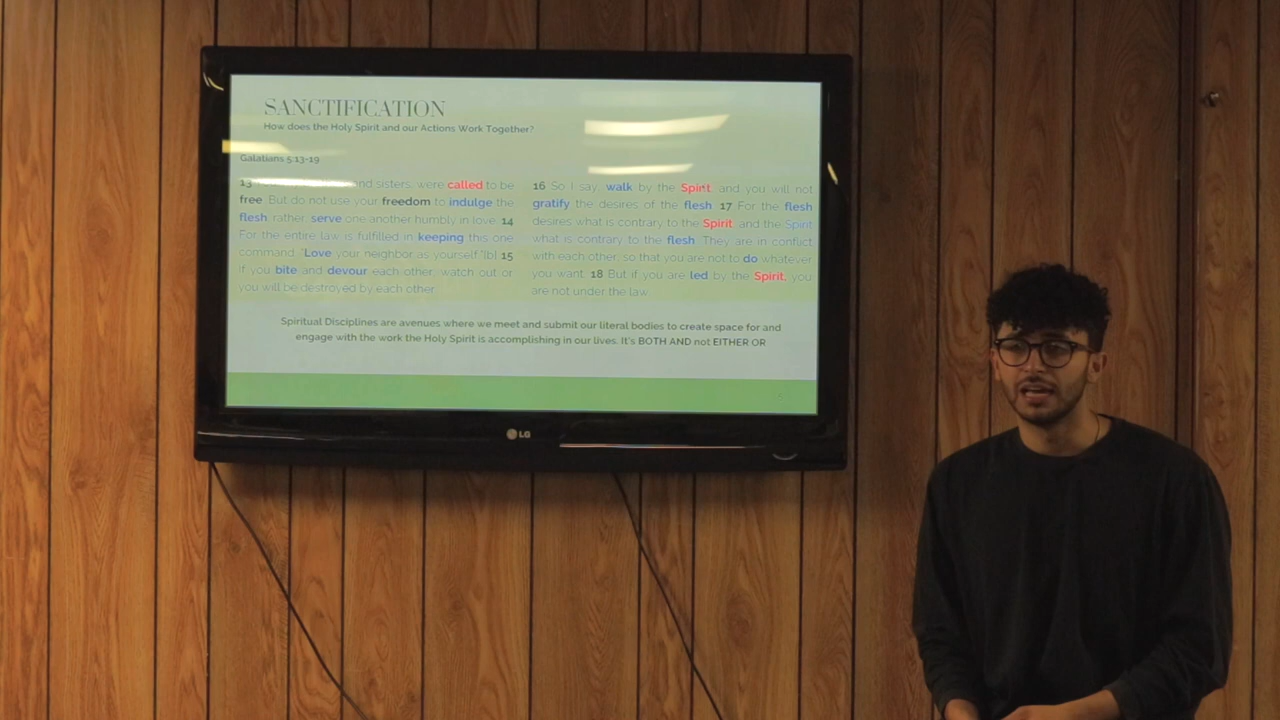 SANCTIFICATION
How does the Holy Spirit and our Actions Work Together?
Galatians 5:13-19
13 and sisters, were called to be
free. But do not use your freedom to indulge the
flesh, rather, serve one another humbly in love. 14
For the entire law is fulfilled in keeping this one
command: "Love your neighbor as yourself."[b] 15
If you bite and devour each other, watch out or
you will be destroyed by each other.
16 So I say, walk by the Spirit, and you will not
gratify the desires of the flesh. 17 For the flesh
desires what is contrary to the Spirit, and the Spirit
what is contrary to the flesh. They are in conflict
with each other, so that you are not to do whatever
you want. 18 But if you are led by the Spirit, you
are not under the law.
Spiritual Disciplines are avenues where we meet and submit our literal bodies to create space for and
engage with the work the Holy Spirit is accomplishing in our lives. It's BOTH AND not EITHER OR
LG